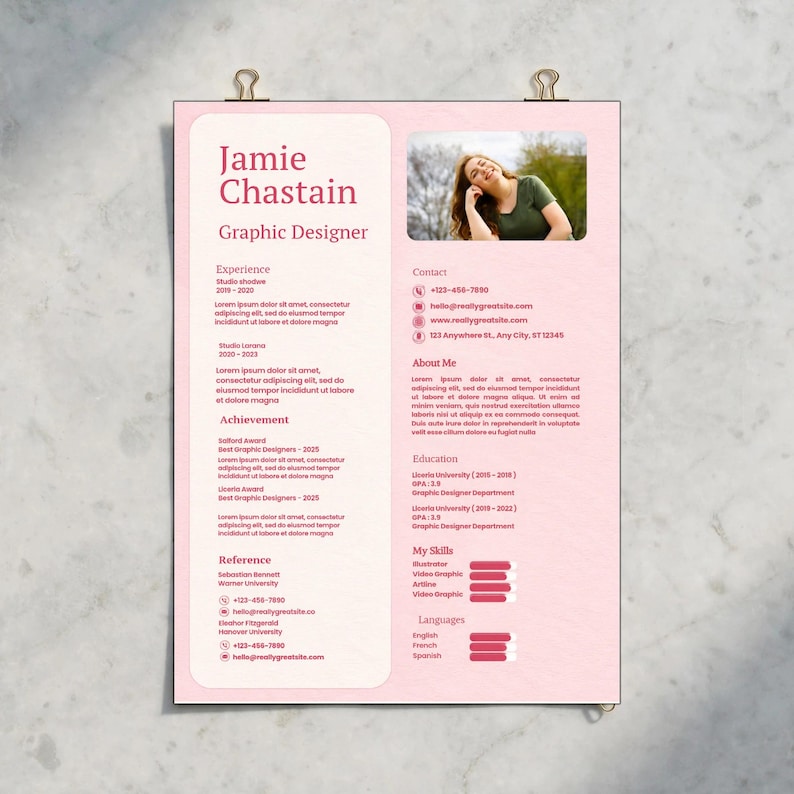 Jamie
Chastain
Graphic Designer
Experience
Studio shodwe
2019 - 2020
Lorem ipsum dolor sit amet, consectetur
adipiscing elit, sed do eiusmod tempor
incididunt ut labore et dolore magna
Studio Larana
2020 - 2023
Lorem ipsum dolor sit amet,
consectetur adipiscing elit, sed do
eiusmod tempor incididunt ut labore et
dolore magna
Achievement
Salford Award
Best Graphic Designers - 2025
Lorem ipsum dolor sit amet, consectetur
adipiscing elit, sed do eiusmod tempor
incididunt ut labore et dolore magna
Liceria Award
Best Graphic Designers - 2025
Lorem ipsum dolor sit amet, consectetur
adipiscing elit, sed do eiusmod tempor
incididunt ut labore et dolore magna
Reference
Sebastian Bennett
Warner University
+123-456-7890
hello@reallygreatsite.co
Eleahor Fitzgerald
Hanover University
+123-456-7890
hello@reallygreatsite.com
Contact
+123-456-7890
hello@reallygreatsite.com
www.reallygreatsite.com
123 Anywhere St., Any City, ST 12345
About Me
Lorem ipsum dolor sit amet, consectetur
adipiscing elit, sed do eiusmod tempor incididunt
ut labore et dolore magna aliqua. Ut enim ad
minim veniam, quis nostrud exercitation ullamco
laboris nisi ut aliquip ex ea commodo consequat.
Duis aute irure dolor in reprehenderit in voluptate
velit esse cillum dolore eu fugiat nulla
Education
Liceria University ( 2015 - 2018 )
GPA : 3.9
Graphic Designer Department
Liceria University ( 2019 - 2022 )
GPA : 3.9
Graphic Designer Department
My Skills
Illustrator
Video Graphic
Artline
Video Graphic
Languages
English
French
Spanish